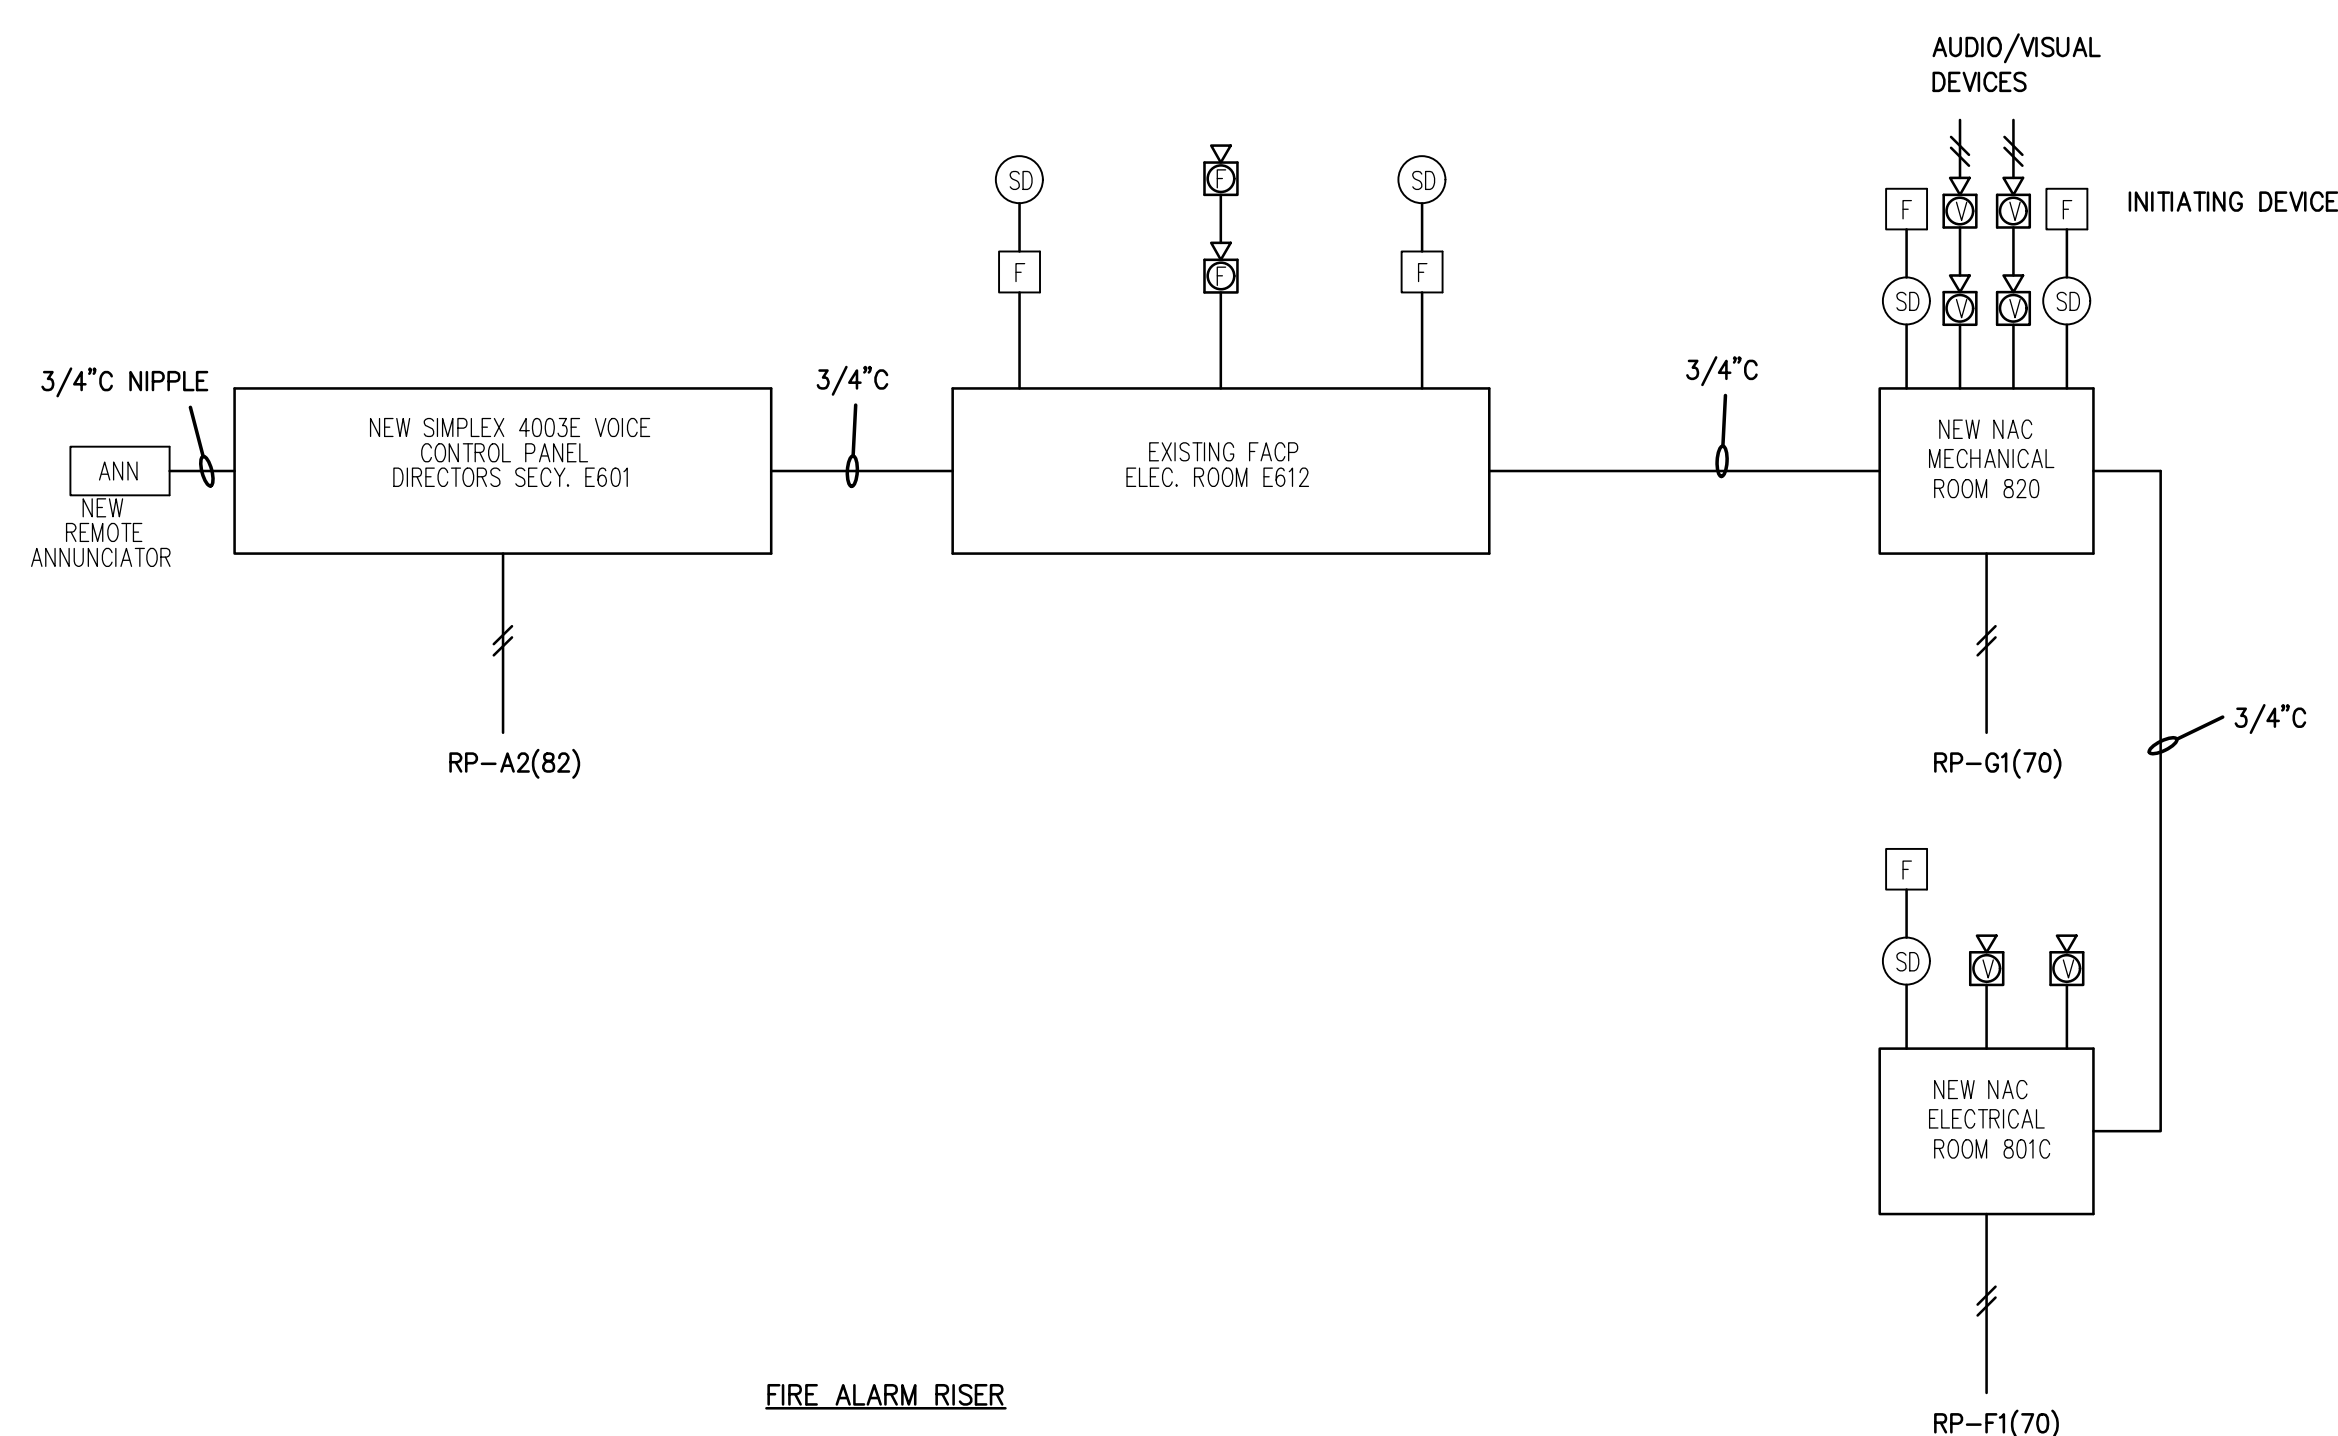 AUDIO/VISUAL
DEVICES
SD
F
SD
F
V
V
F
INITIATING DEVICE
F
F
F
SD
V
V
SD
3/4"C NIPPLE
3/4"C
3/4"C
NEW SIMPLEX 4003E VOICE
CONTROL PANEL
DIRECTORS SECY. E601
EXISTING FACP
ELEC. ROOM E612
NEW NAC
MECHANICAL
ROOM 820
ANN
NEW
REMOTE
ANNUNCIATOR
3/4"C
RP-A2(82)
RP-G1(70)
F
SD
V
V
NEW NAC
ELECTRICAL
ROOM 801C
FIRE ALARM RISER
RP-F1(70)